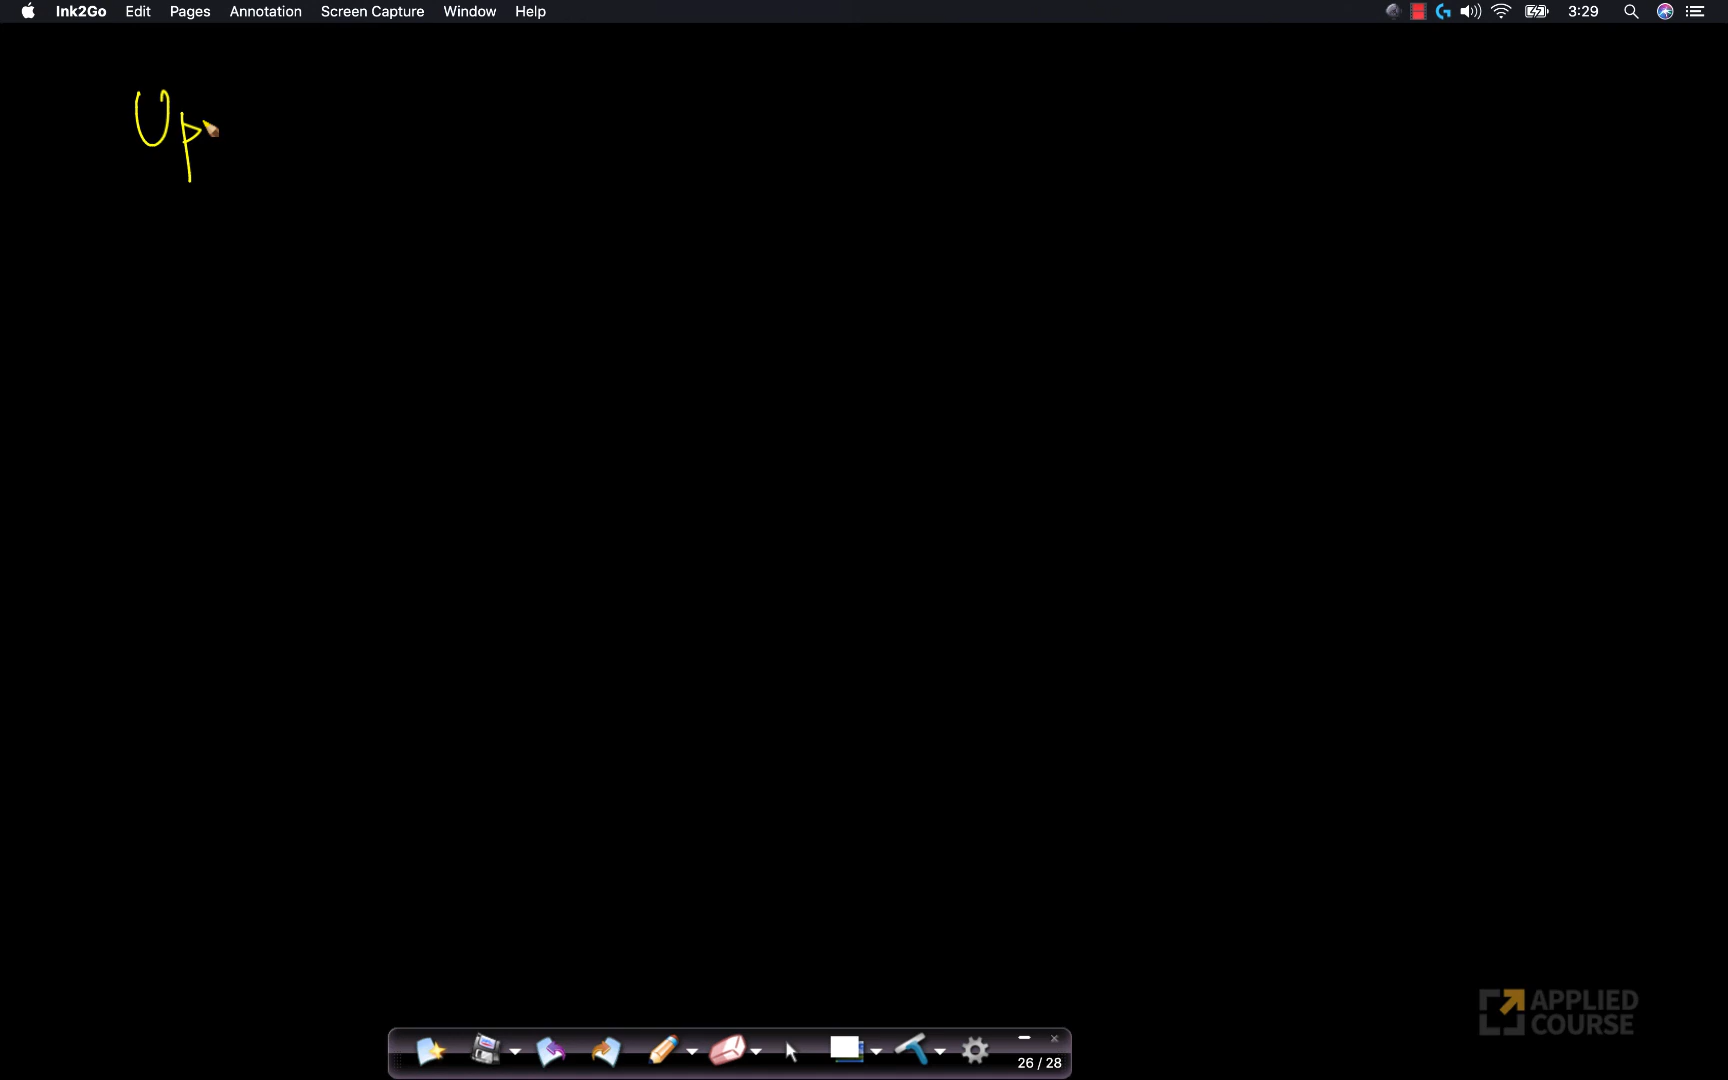 Ink2Go Edit Pages Annotation Screen Capture Window Help 3:29
Up
26 / 28
APPLIED
COURSE